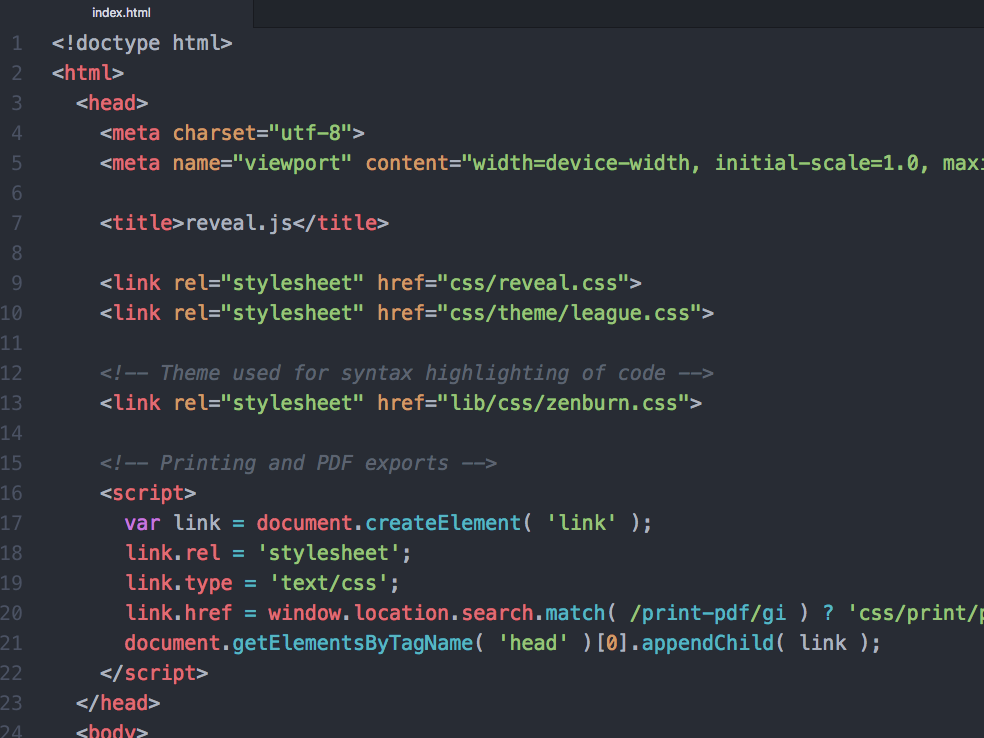 index.html
1 <!doctype html>
2 <html>
3 <head>
4 <meta charset="utf-8">
5 <meta name="viewport" content="width=device-width, initial-scale=1.0, maxi
6
7 <title>reveal.js</title>
8
9 <link rel="stylesheet" href="css/reveal.css">
10 <link rel="stylesheet" href="css/theme/league.css">
11
12 <!-- Theme used for syntax highlighting of code -->
13 <link rel="stylesheet" href="lib/css/zenburn.css">
14
15 <!-- Printing and PDF exports -->
16 <script>
17 var link = document.createElement( 'link' );
18 link.rel = 'stylesheet';
19 link.type = 'text/css';
20 link.href = window.location.search.match( /print-pdf/gi ) ? 'css/print/p
21 document.getElementsByTagName( 'head' )[0].appendChild( link );
22 </script>
23 </head>
24 <body>